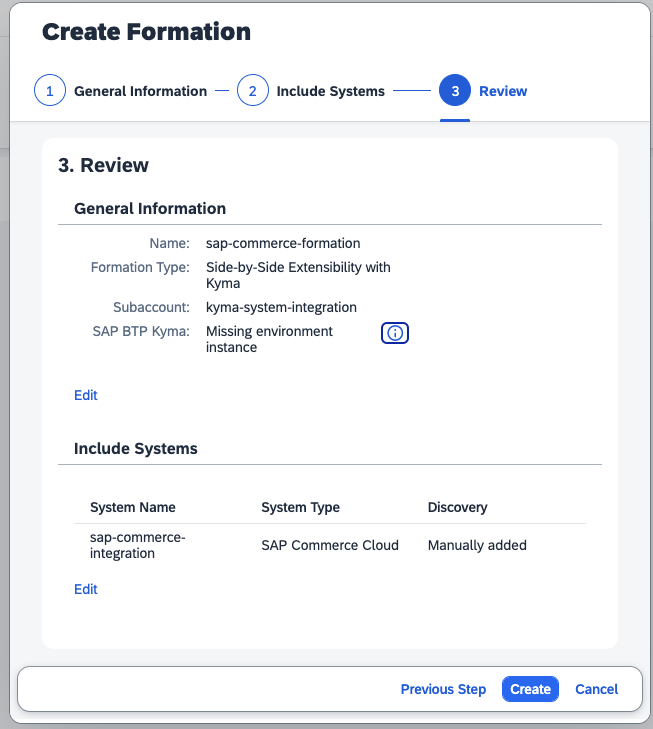 Create Formation
1 General Information 2 Include Systems 3 Review
3. Review
General Information
Name: sap-commerce-formation
Formation Type: Side-by-Side Extensibility with
Kyma
Subaccount: kyma-system-integration
SAP BTP Kyma: Missing environment
instance
Edit
Include Systems
System Name System Type Discovery
sap-commerce-
integration SAP Commerce Cloud Manually added
Edit
Previous Step Create Cancel